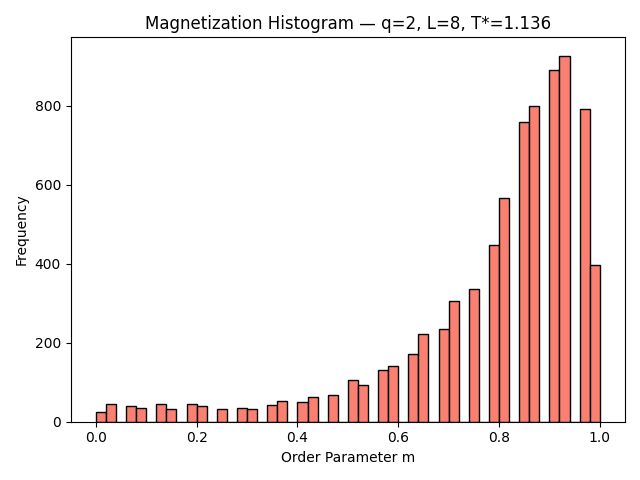 Magnetization Histogram — q=2, L=8, T*=1.136
Frequency
800
600
400
200
0
0.0 0.2 0.4 0.6 0.8 1.0
Order Parameter m